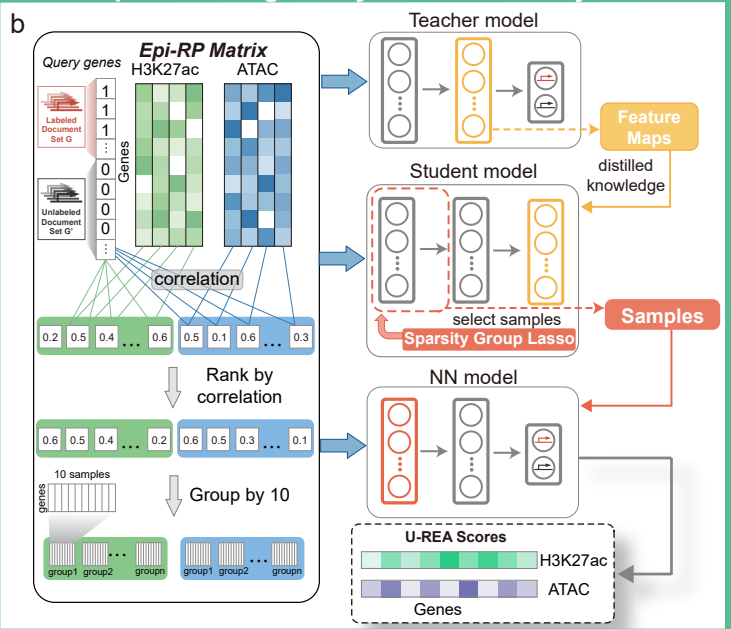 b
Epi-RP Matrix
Query genes
H3K27ac
ATAC
Labeled
Document
Set G
Unlabeled
Document
Set G'
1
1
1
⋮
0
0
0
0
⋮
Genes
correlation
0.2 0.5 0.4 ... 0.6
0.5 0.1 0.6 ... 0.3
Rank by
correlation
0.6 0.5 0.4 ... 0.2
0.6 0.5 0.3 ... 0.1
10 samples
genes
Group by 10
group1 group2 ... groupn
group1 group2 ... groupn
Teacher model
Feature
Maps
distilled
knowledge
Student model
select samples
Sparsity Group Lasso
Samples
NN model
U-REA Scores
H3K27ac
ATAC
Genes